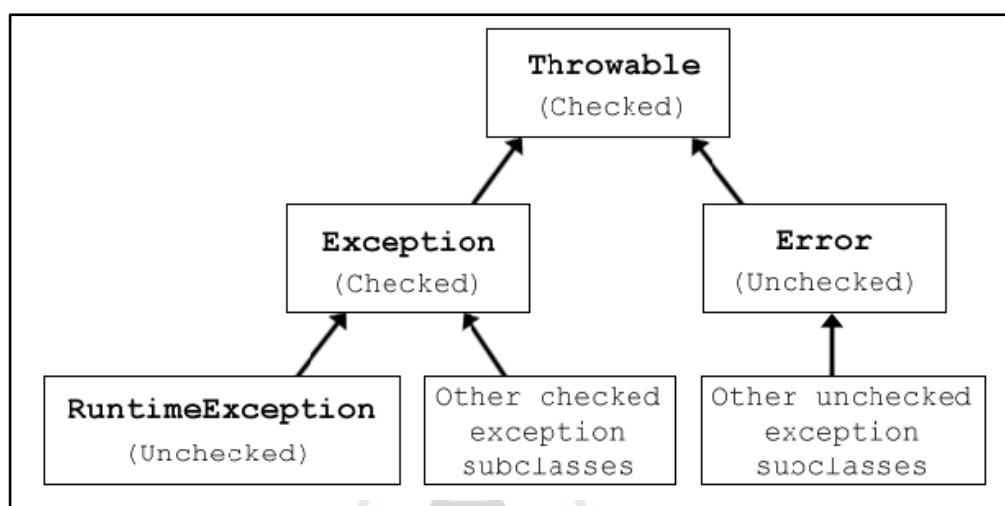 Throwable
(Checked)
Exception
(Checked)
Error
(Unchecked)
RuntimeException
(Unchecked)
Other checked
exception
subclasses
Other unchecked
exception
subclasses